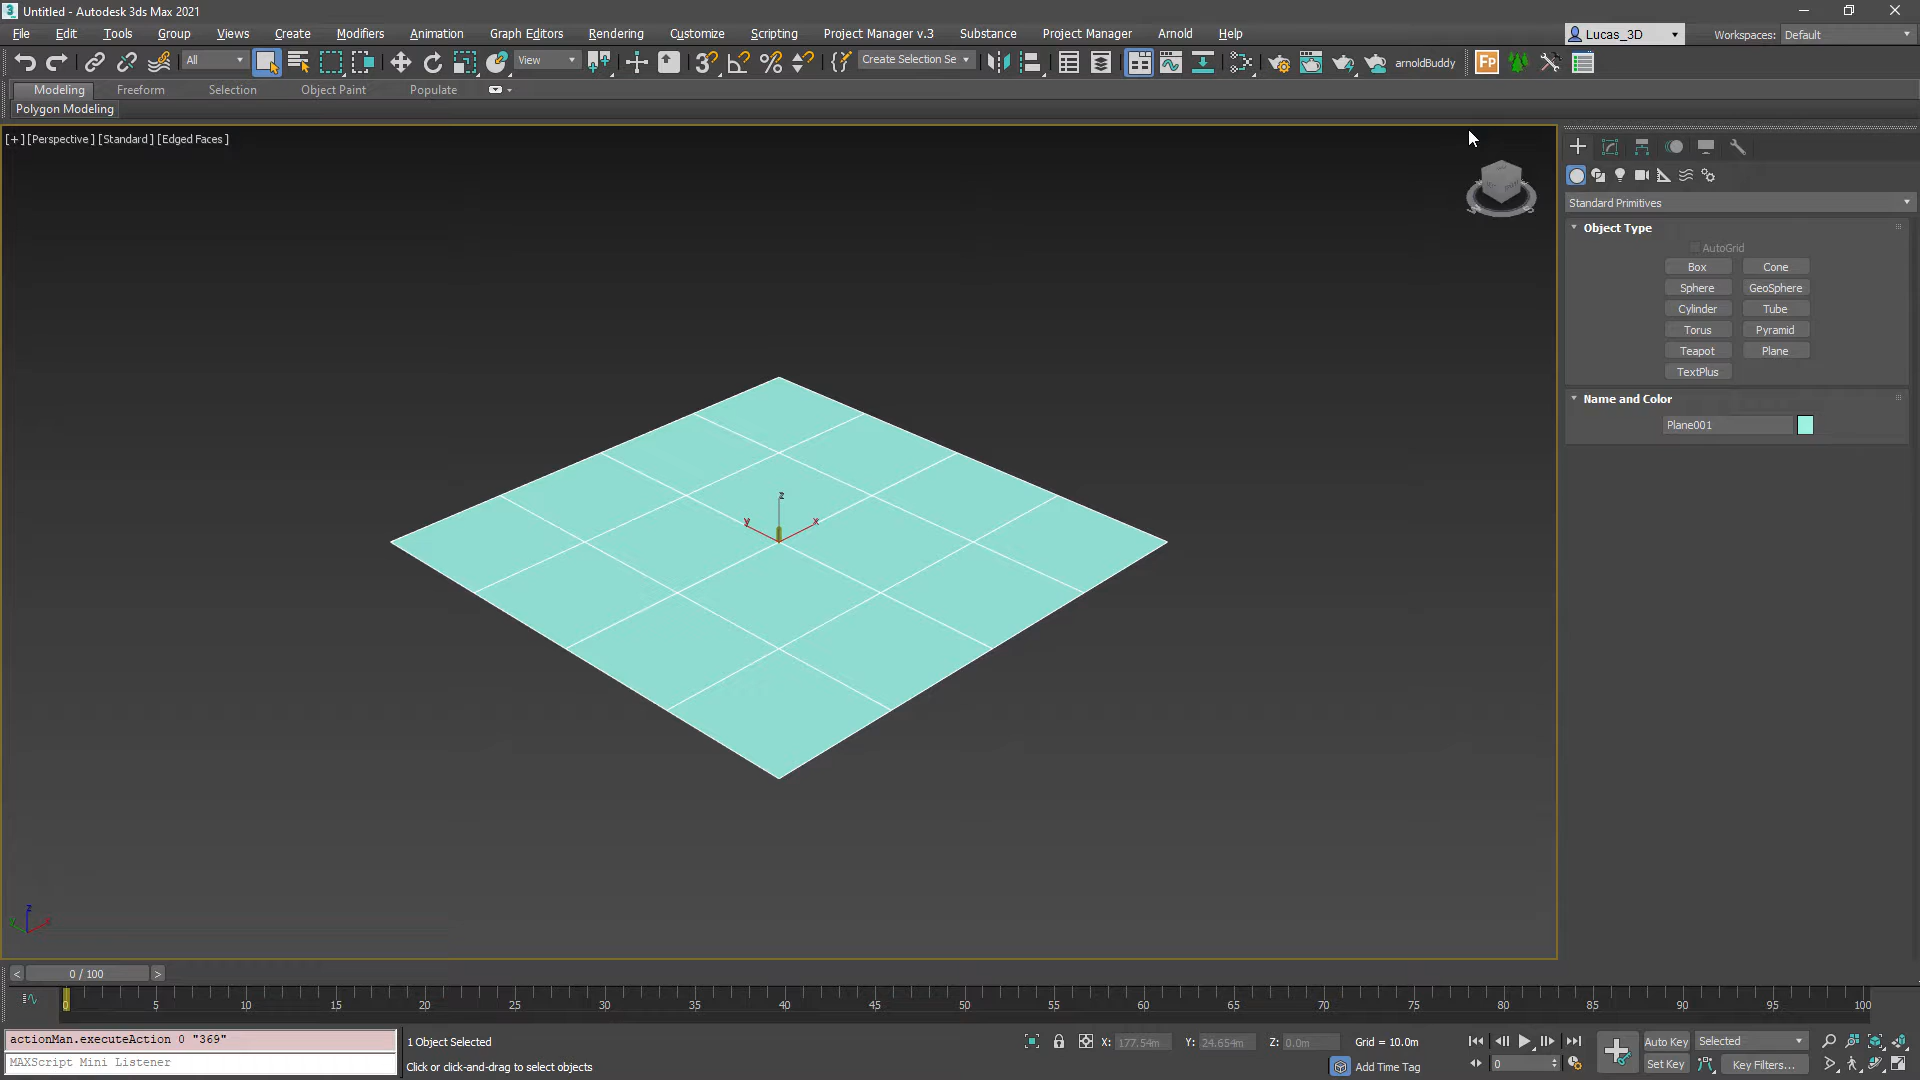 Untitled - Autodesk 3ds Max 2021
File Edit Tools Group Views Create Modifiers Animation Graph Editors Rendering Customize Scripting Project Manager v.3 Substance Project Manager Arnold Help Lucas_3D Workspaces: Default
All View Create Selection Se arnoldBuddy Fp
Modeling Freeform Selection Object Paint Populate
Polygon Modeling
[+] [Perspective ] [Standard ] [Edged Faces ]
Standard Primitives
Object Type
AutoGrid
Box Cone
Sphere GeoSphere
Cylinder Tube
Torus Pyramid
Teapot Plane
TextPlus
Name and Color
Plane001
z
y x
z
x
< 0 / 100 >
0 5 10 15 20 25 30 35 40 45 50 55 60 65 70 75 80 85 90 95 100
actionMan.executeAction 0 "369"
MAXScript Mini Listener
1 Object Selected
Click or click-and-drag to select objects
X: 177.54m Y: 24.654m Z: 0.0m Grid = 10.0m
Add Time Tag
0
Auto Key Selected
Set Key Key Filters...